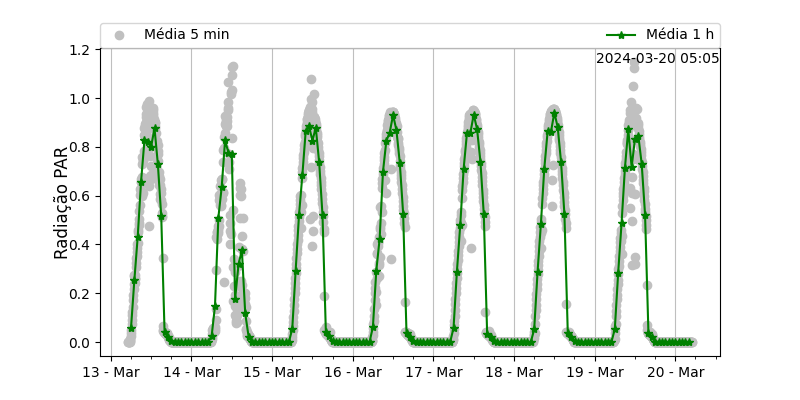 Média 5 min
Média 1 h
2024-03-20 05:05
Radiação PAR
1.2
1.0
0.8
0.6
0.4
0.2
0.0
13 - Mar
14 - Mar
15 - Mar
16 - Mar
17 - Mar
18 - Mar
19 - Mar
20 - Mar